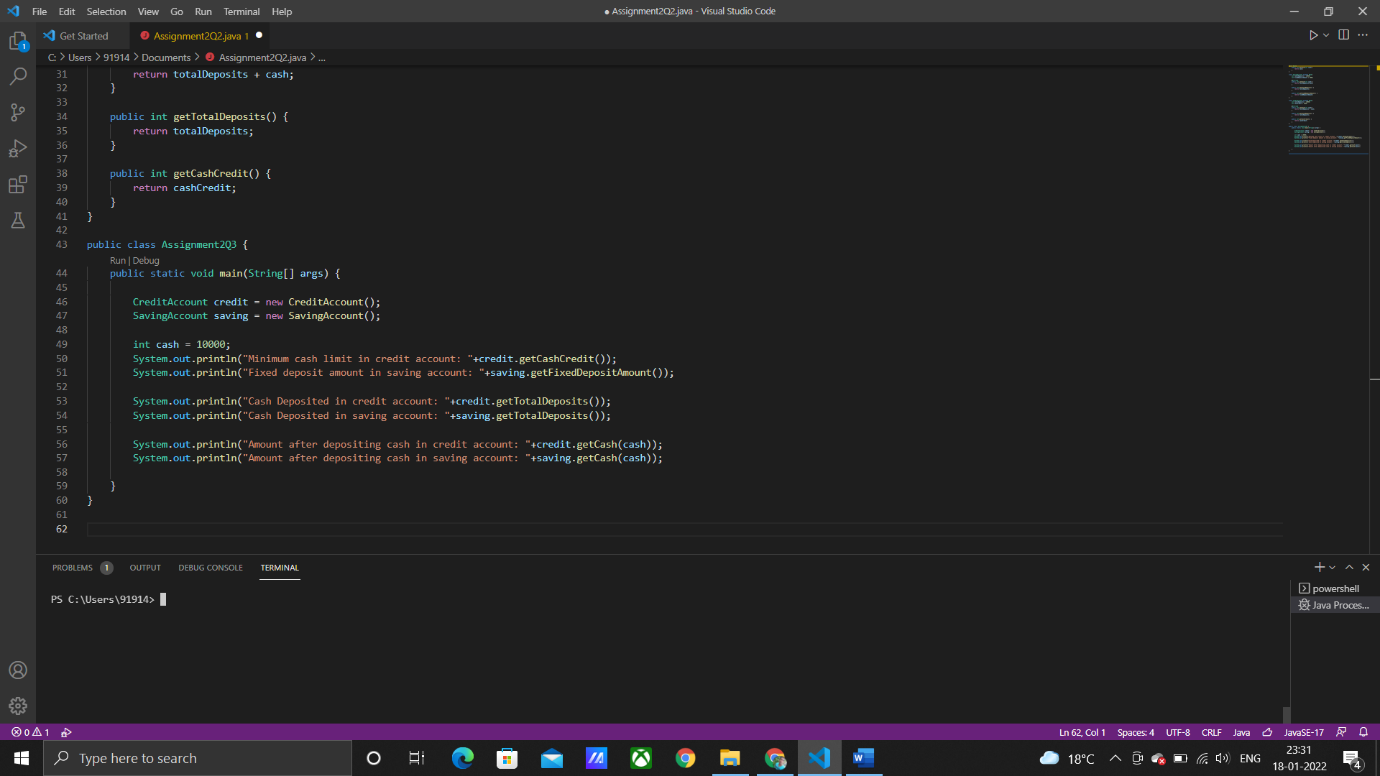 File Edit Selection View Go Run Terminal Help
● Assignment2Q2.java - Visual Studio Code
Get Started
Assignment2Q2.java 1 ●
C: > Users > 91914 > Documents > Assignment2Q2.java > ...
31 return totalDeposits + cash;
32 }
33
34 public int getTotalDeposits() {
35 return totalDeposits;
36 }
37
38 public int getCashCredit() {
39 return cashCredit;
40 }
41 }
42
43 public class Assignment2Q3 {
Run | Debug
44 public static void main(String[] args) {
45
46 CreditAccount credit = new CreditAccount();
47 SavingAccount saving = new SavingAccount();
48
49 int cash = 10000;
50 System.out.println("Minimum cash limit in credit account: "+credit.getCashCredit());
51 System.out.println("Fixed deposit amount in saving account: "+saving.getFixedDepositAmount());
52
53 System.out.println("Cash Deposited in credit account: "+credit.getTotalDeposits());
54 System.out.println("Cash Deposited in saving account: "+saving.getTotalDeposits());
55
56 System.out.println("Amount after depositing cash in credit account: "+credit.getCash(cash));
57 System.out.println("Amount after depositing cash in saving account: "+saving.getCash(cash));
58
59 }
60 }
61
62
PROBLEMS 1 OUTPUT DEBUG CONSOLE TERMINAL
PS C:\Users\91914>
powershell
Java Proces...
0 1
Ln 62, Col 1 Spaces: 4 UTF-8 CRLF Java JavaSE-17
Type here to search
18°C
ENG
23:31
18-01-2022
4
1